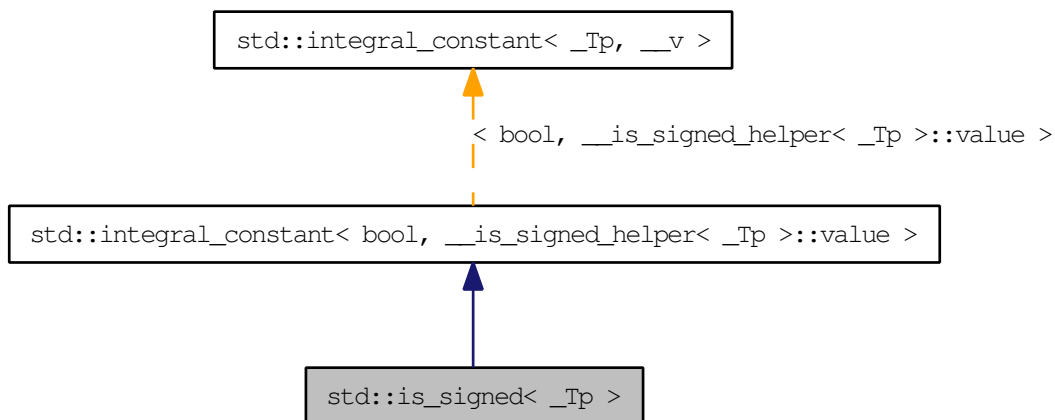 std::integral_constant< _Tp, __v >
< bool, __is_signed_helper< _Tp >::value >
std::integral_constant< bool, __is_signed_helper< _Tp >::value >
std::is_signed< _Tp >